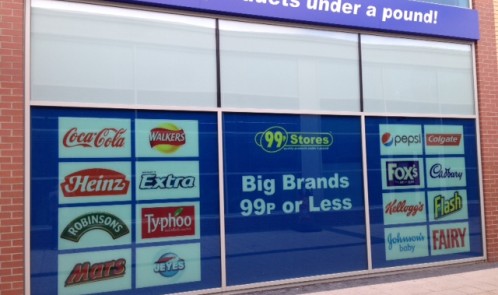 ducts under a pound!
Coca-Cola
WALKERS
Heinz
Extra
ROBINSONS
Typhoo
Mars
JEYES
99p Stores
Big Brands
99P or Less
pepsi
Colgate
Fox's
Cadbury
Kellogg's
Flash
Johnson's
baby
FAIRY